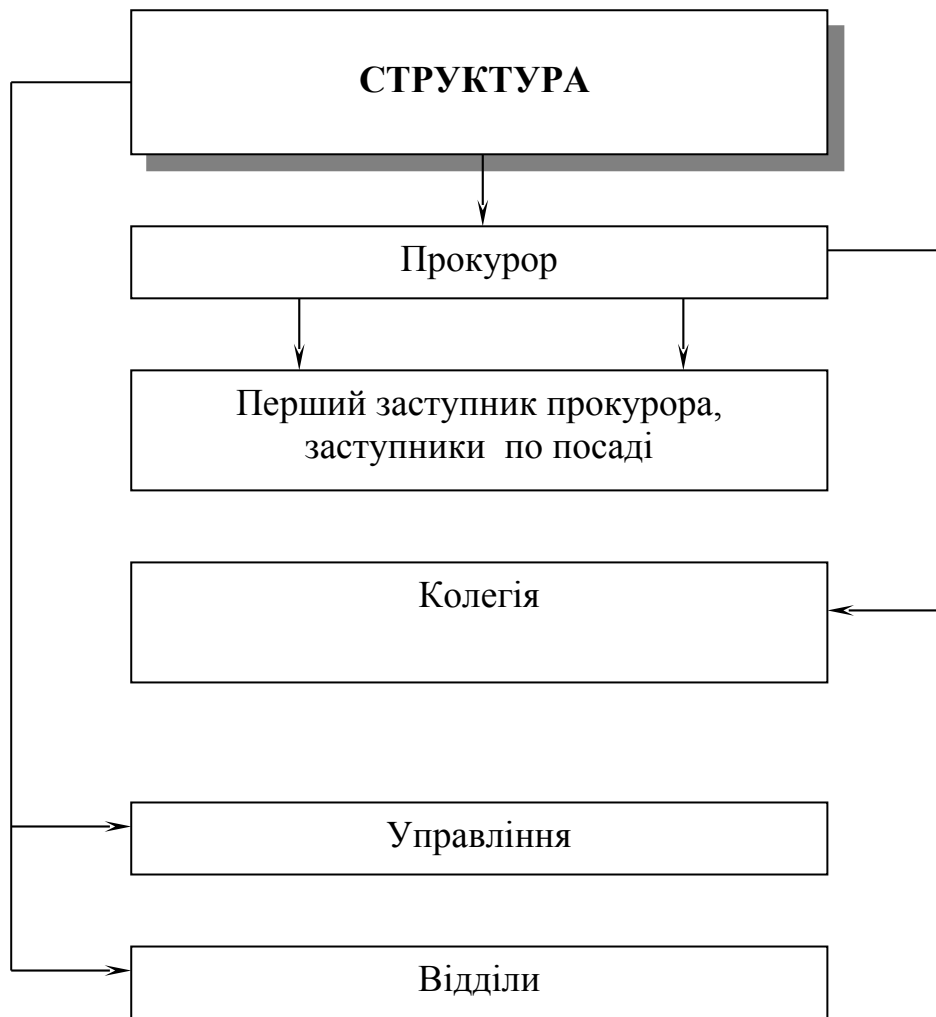 СТРУКТУРА
Прокурор
Перший заступник прокурора,
заступники  по посаді
Колегія
Управління
Відділи